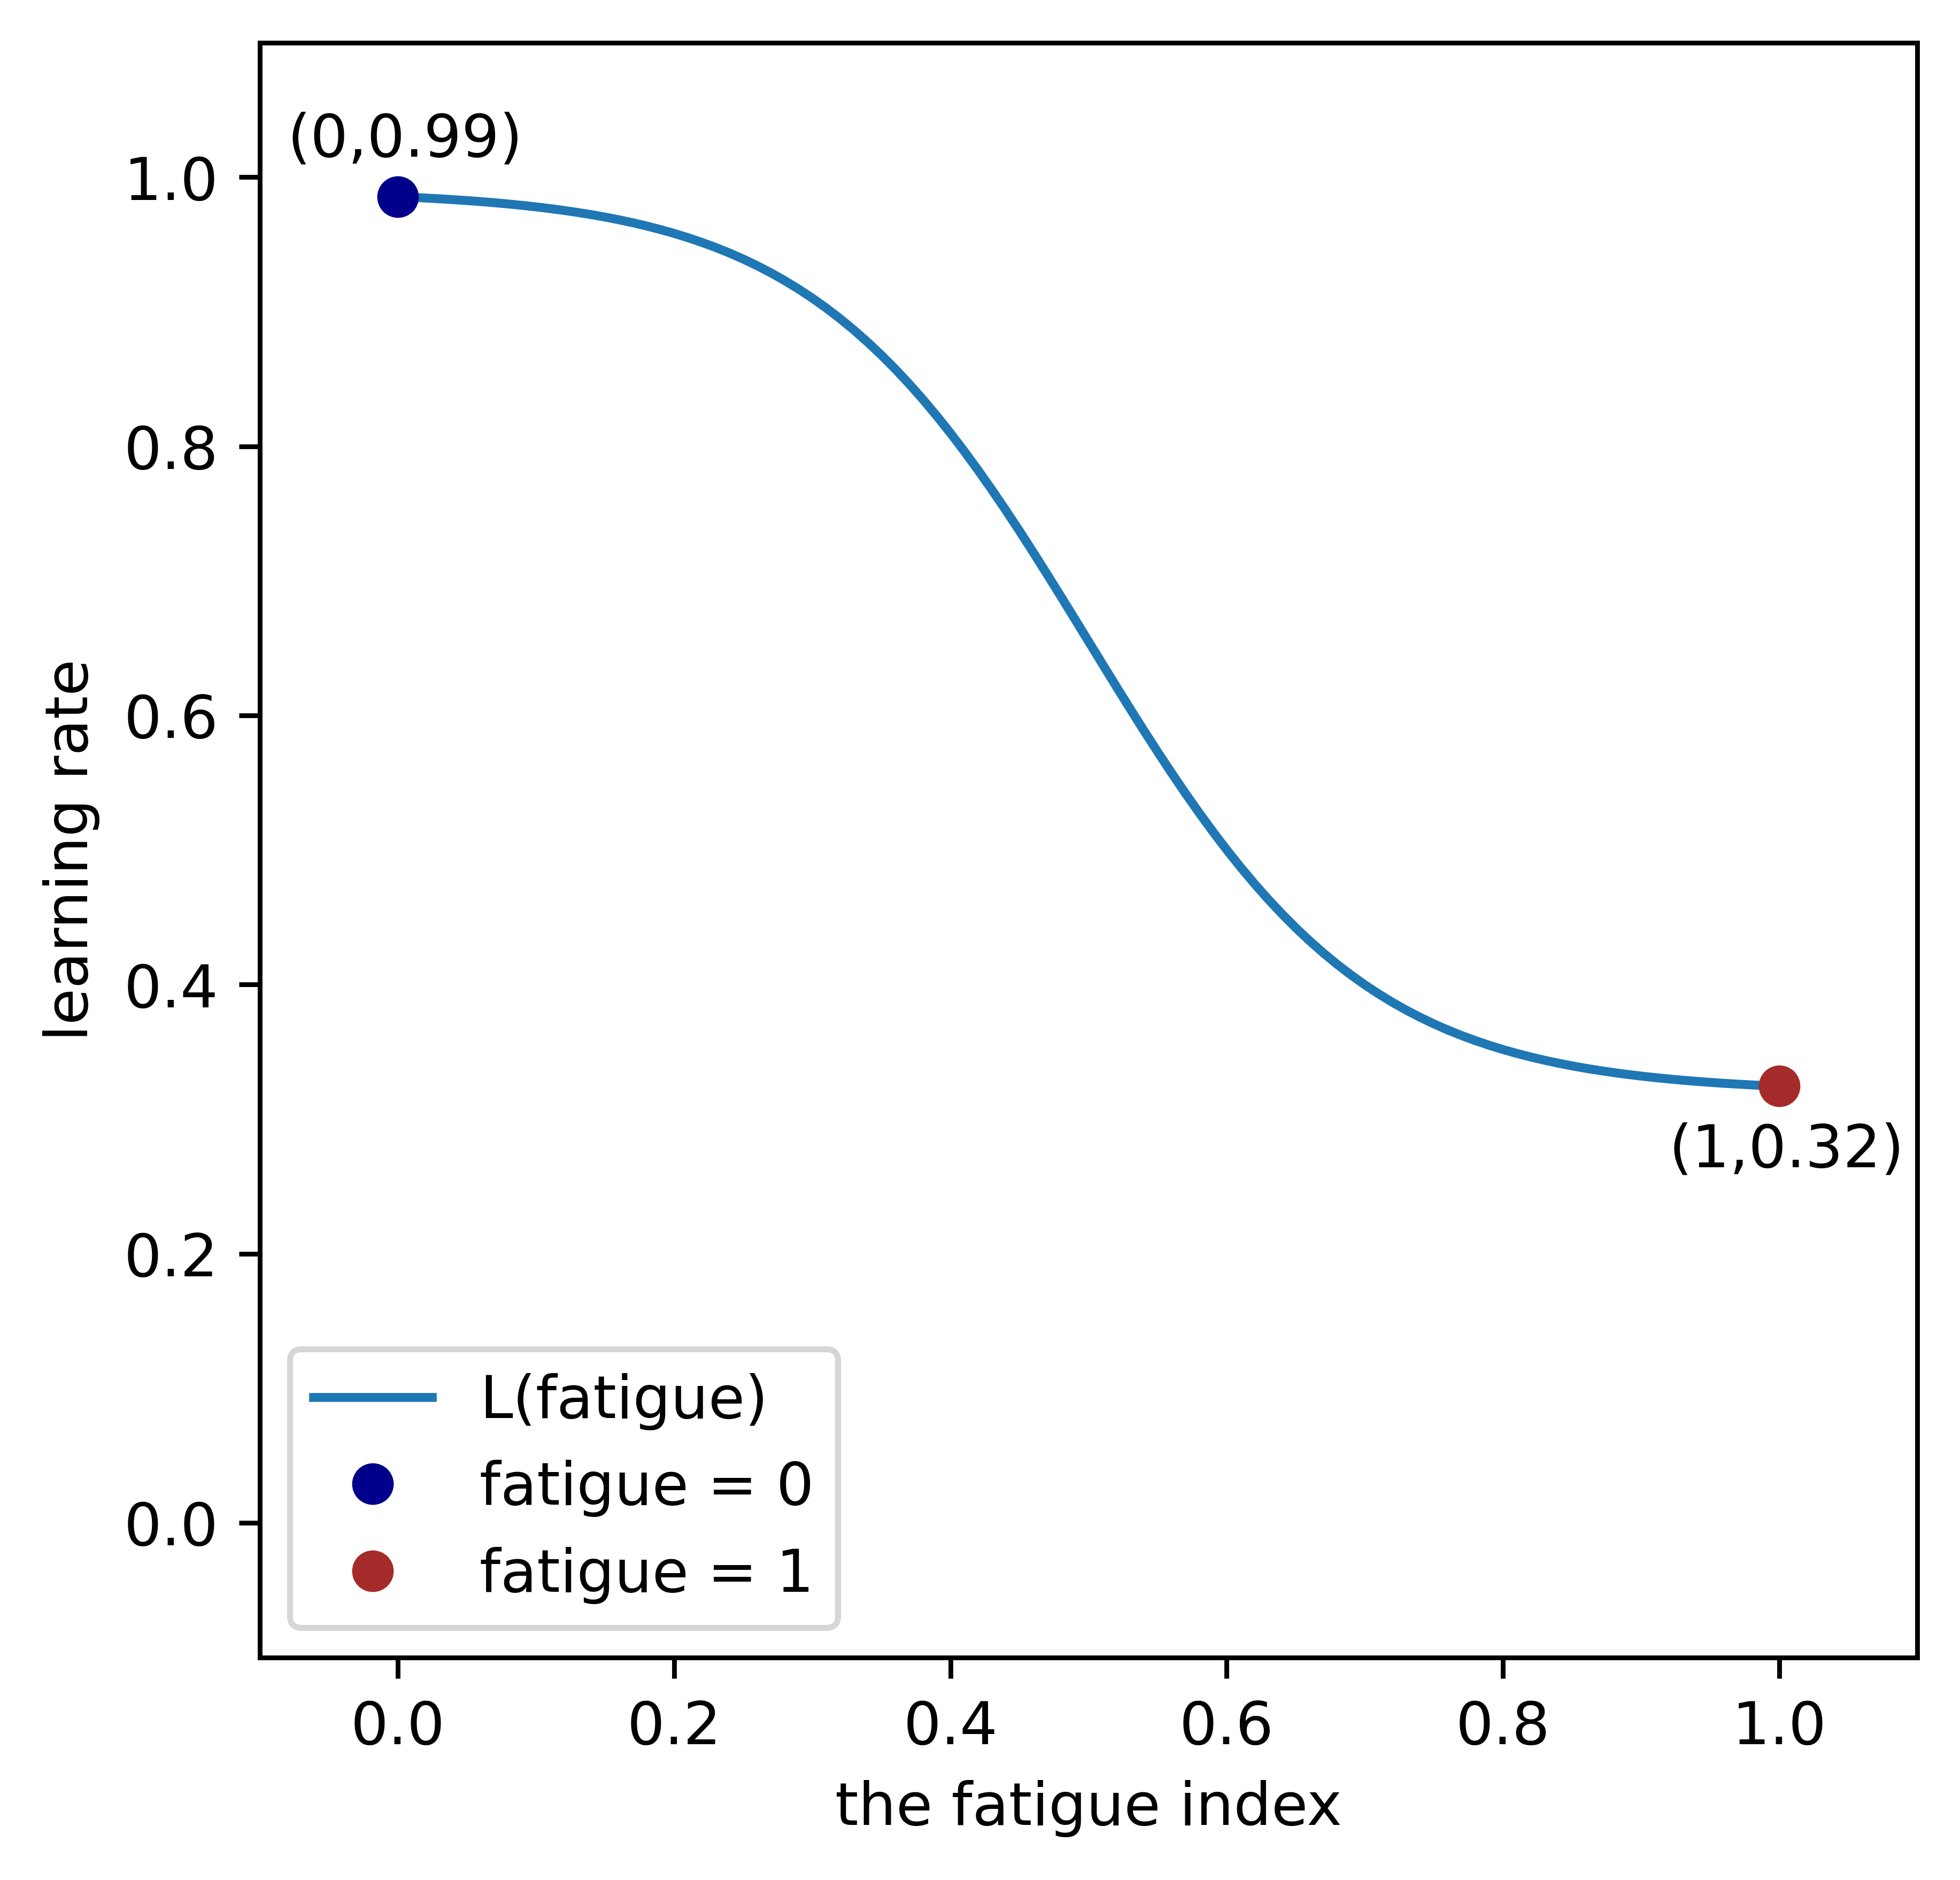 (0,0.99)
1.0
0.8
0.6
0.4
0.2
0.0
learning rate
(1,0.32)
L(fatigue)
fatigue = 0
fatigue = 1
0.0 0.2 0.4 0.6 0.8 1.0
the fatigue index